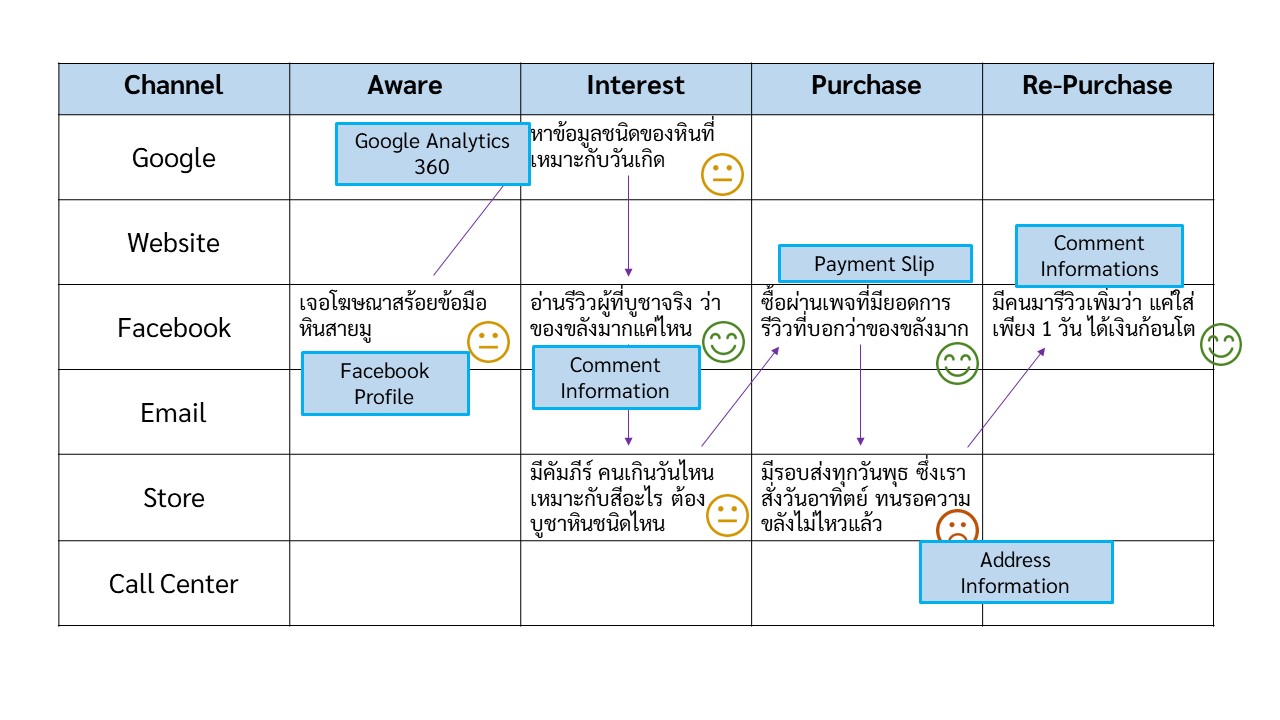 Channel
Aware
Interest
Purchase
Re-Purchase
Google
Google Analytics
360
หาข้อมูลชนิดของหินที่
เหมาะกับวันเกิด
Website
Payment Slip
Comment
Informations
Facebook
เจอโฆษณาสร้อยข้อมือ
หินสายมู
Facebook
Profile
อ่านรีวิวผู้ที่บูชาจริง ว่า
ของขลังมากแค่ไหน
Comment
Information
ซื้อผ่านเพจที่มียอดการ
รีวิวที่บอกว่าของขลังมาก
มีคนมารีวิวเพิ่มว่า แค่ใส่
เพียง 1 วัน ได้เงินก้อนโต
Email
Store
มีคัมภีร์ คนเกินวันไหน
เหมาะกับสีอะไร ต้อง
บูชาหินชนิดไหน
มีรอบส่งทุกวันพุธ ซึ่งเรา
สั่งวันอาทิตย์ ทนรอความ
ขลังไม่ไหวแล้ว
Call Center
Address
Information